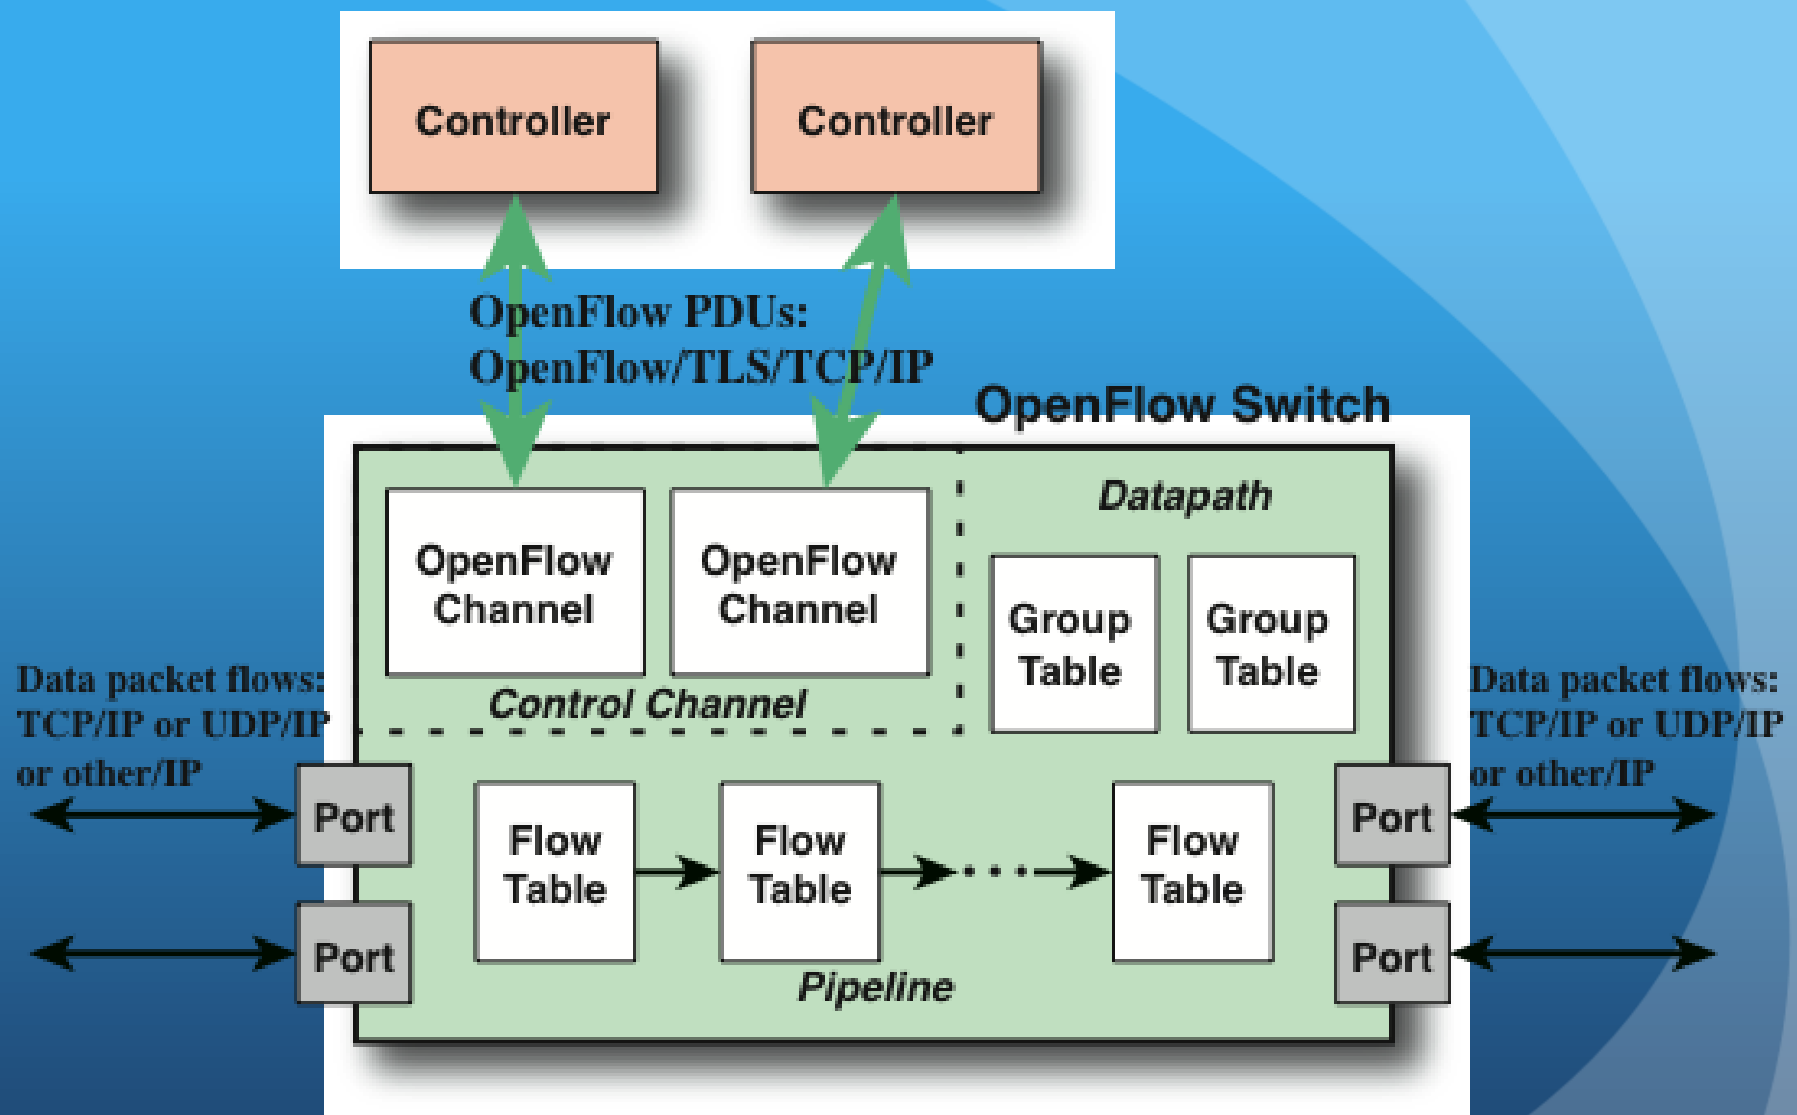 Controller
Controller
OpenFlow PDUs:
OpenFlow/TLS/TCP/IP
OpenFlow Switch
OpenFlow
Channel
OpenFlow
Channel
Control Channel
Datapath
Group
Table
Group
Table
Data packet flows:
TCP/IP or UDP/IP
or other/IP
Data packet flows:
TCP/IP or UDP/IP
or other/IP
Port
Port
Flow
Table
Flow
Table
...
Flow
Table
Pipeline
Port
Port